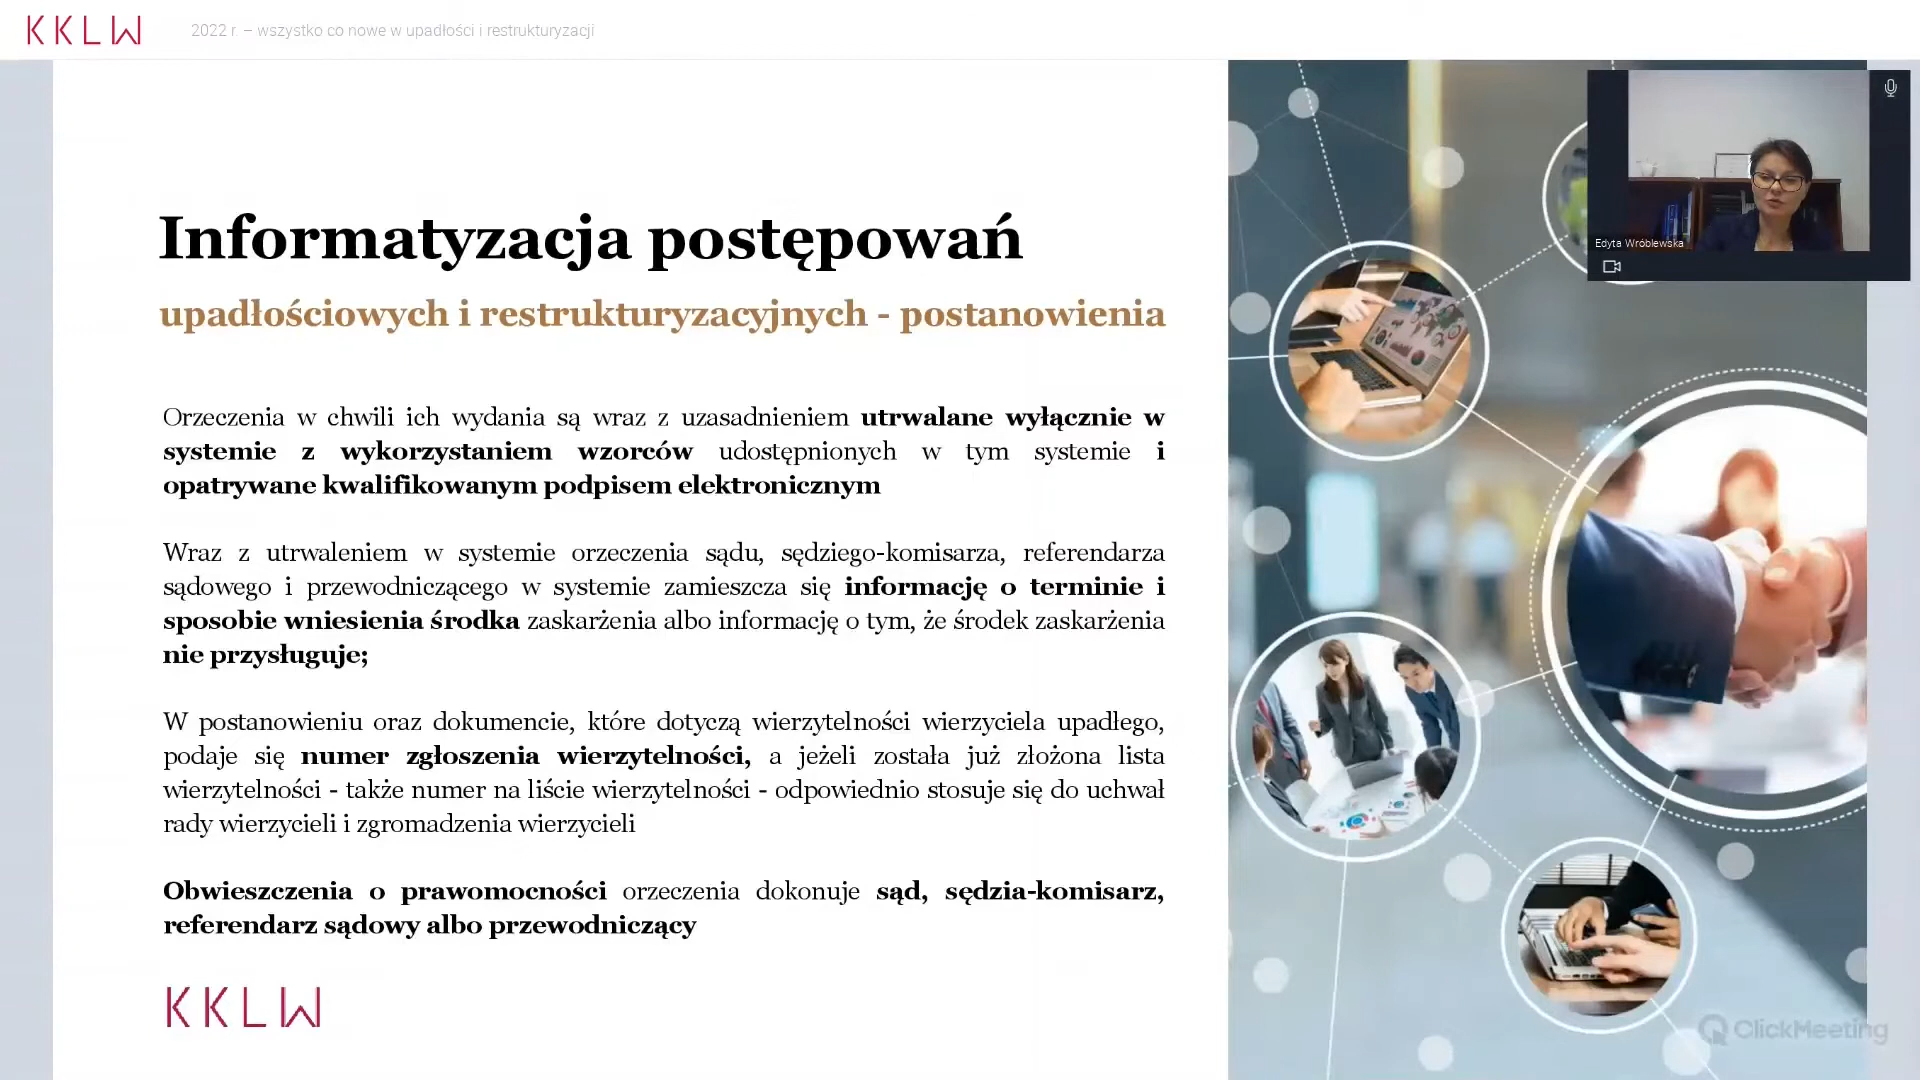 KKLW
2022 r. – wszystko co nowe w upadłości i restrukturyzacji
Edyta Wróblewska
Informatyzacja postępowań
upadłościowych i restrukturyzacyjnych - postanowienia
Orzeczenia w chwili ich wydania są wraz z uzasadnieniem utrwalane wyłącznie w
systemie z wykorzystaniem wzorców udostępnionych w tym systemie i
opatrywane kwalifikowanym podpisem elektronicznym
Wraz z utrwaleniem w systemie orzeczenia sądu, sędziego-komisarza, referendarza
sądowego i przewodniczącego w systemie zamieszcza się informację o terminie i
sposobie wniesienia środka zaskarżenia albo informację o tym, że środek zaskarżenia
nie przysługuje;
W postanowieniu oraz dokumencie, które dotyczą wierzytelności wierzyciela upadłego,
podaje się numer zgłoszenia wierzytelności, a jeżeli została już złożona lista
wierzytelności - także numer na liście wierzytelności - odpowiednio stosuje się do uchwał
rady wierzycieli i zgromadzenia wierzycieli
Obwieszczenia o prawomocności orzeczenia dokonuje sąd, sędzia-komisarz,
referendarz sądowy albo przewodniczący
KKLW
ClickMeeting